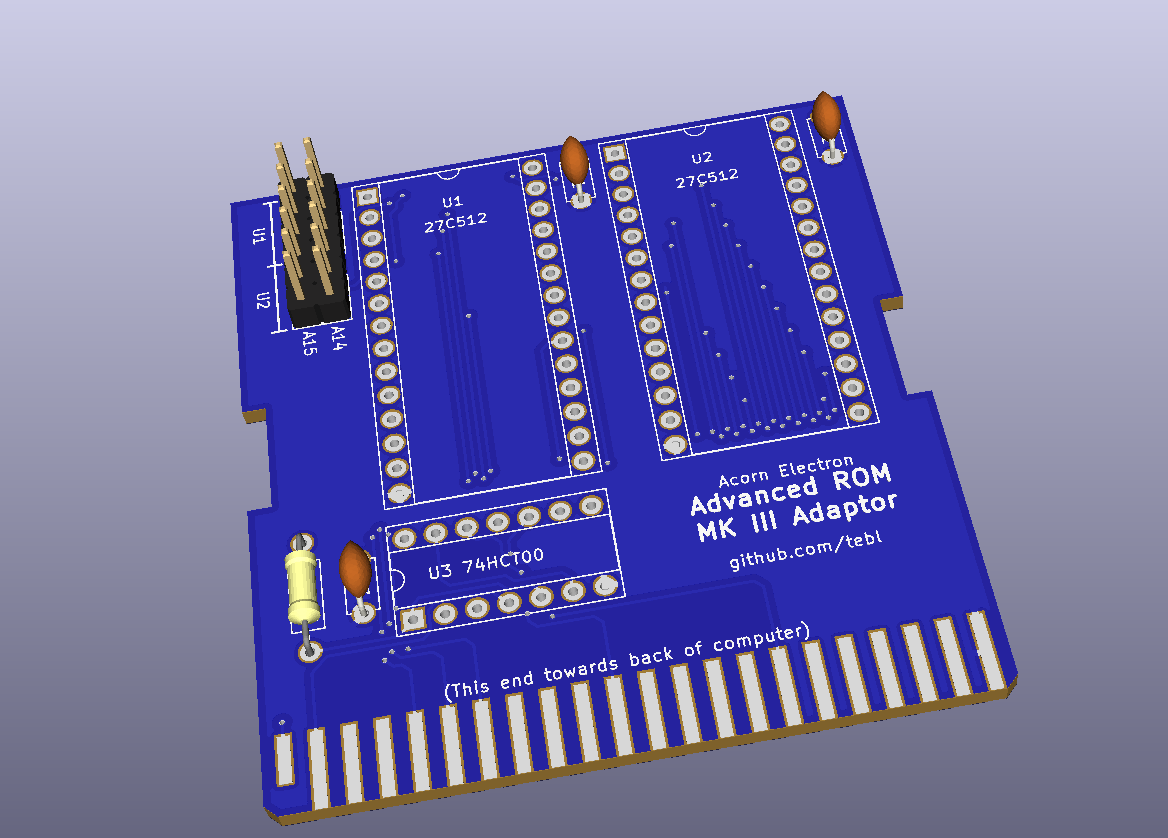 U1
U2
A15
A14
U1
27C512
U2
27C512
Acorn Electron
Advanced ROM
MK III Adaptor
github.com/tebl
U3 74HCT00
(This end towards back of computer)